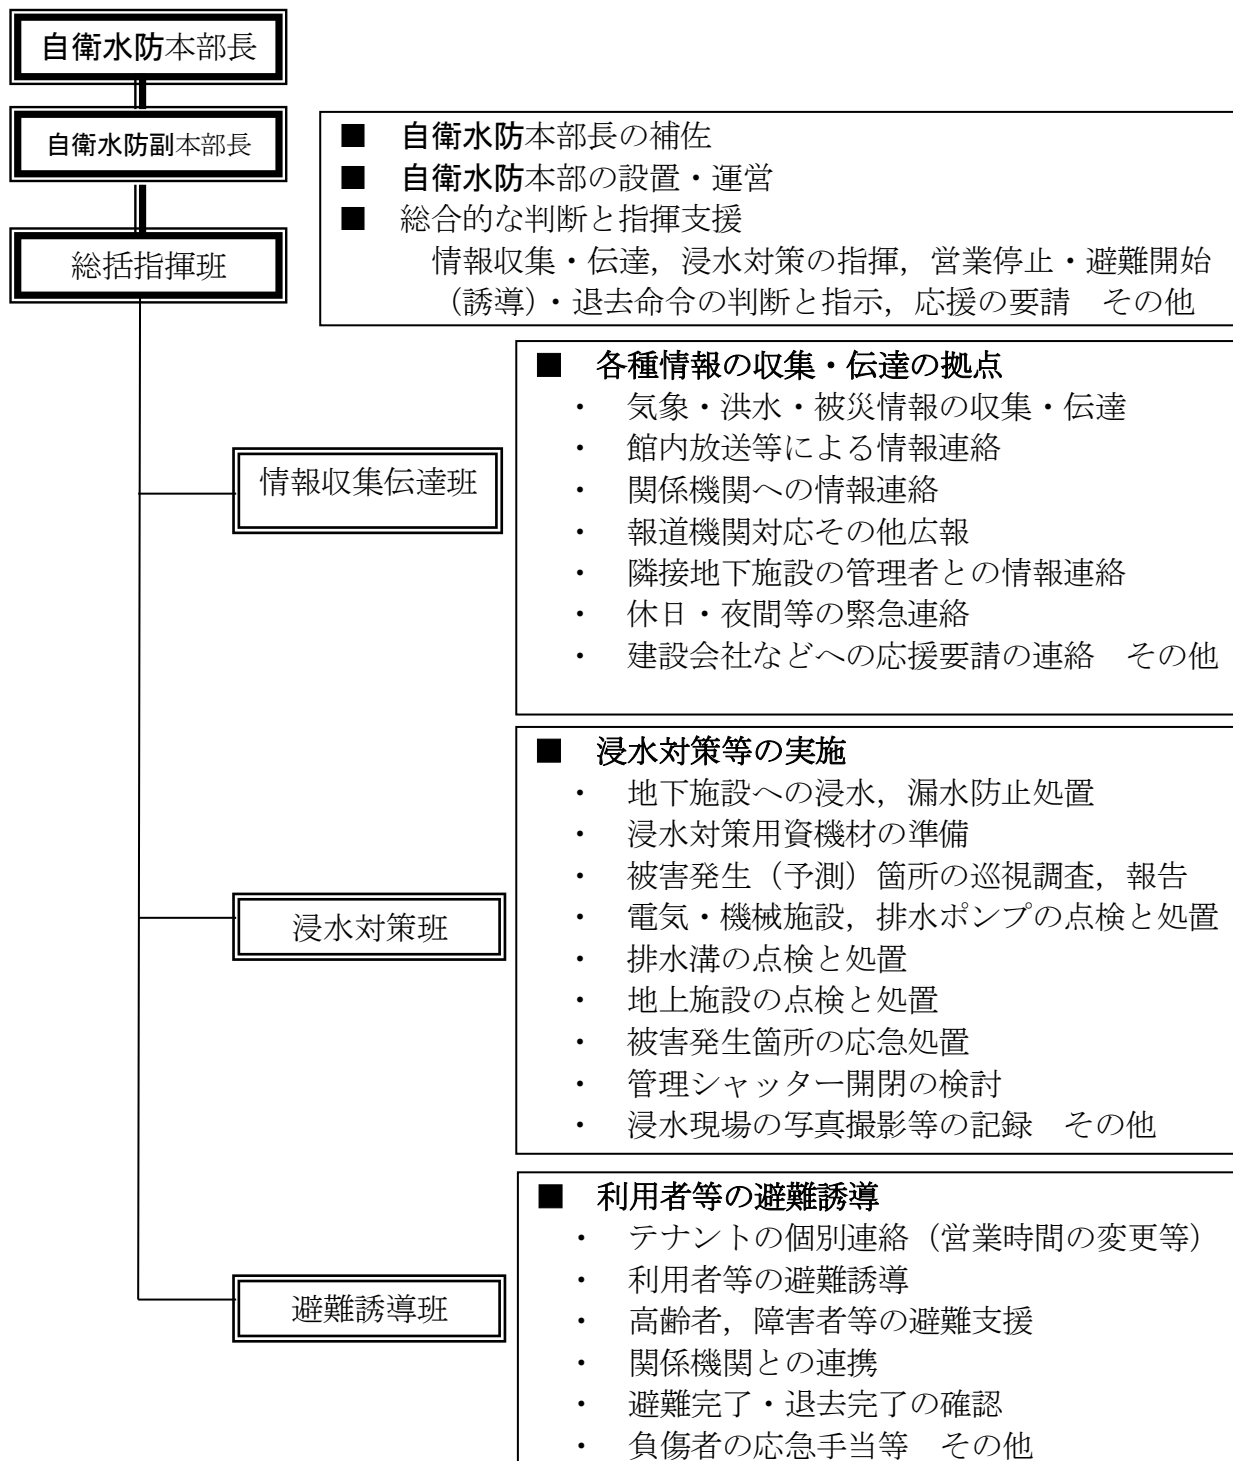 自衛水防本部長
自衛水防副本部長
総括指揮班
■ 自衛水防本部長の補佐
■ 自衛水防本部の設置・運営
■ 総合的な判断と指揮支援
情報収集・伝達，浸水対策の指揮，営業停止・避難開始
（誘導）・退去命令の判断と指示，応援の要請　その他
情報収集伝達班
■ 各種情報の収集・伝達の拠点
・ 気象・洪水・被災情報の収集・伝達
・ 館内放送等による情報連絡
・ 関係機関への情報連絡
・ 報道機関対応その他広報
・ 隣接地下施設の管理者との情報連絡
・ 休日・夜間等の緊急連絡
・ 建設会社などへの応援要請の連絡　その他
浸水対策班
■ 浸水対策等の実施
・ 地下施設への浸水，漏水防止処置
・ 浸水対策用資機材の準備
・ 被害発生（予測）箇所の巡視調査，報告
・ 電気・機械施設，排水ポンプの点検と処置
・ 排水溝の点検と処置
・ 地上施設の点検と処置
・ 被害発生箇所の応急処置
・ 管理シャッター開閉の検討
・ 浸水現場の写真撮影等の記録　その他
避難誘導班
■ 利用者等の避難誘導
・ テナントの個別連絡（営業時間の変更等）
・ 利用者等の避難誘導
・ 高齢者，障害者等の避難支援
・ 関係機関との連携
・ 避難完了・退去完了の確認
・ 負傷者の応急手当等　その他